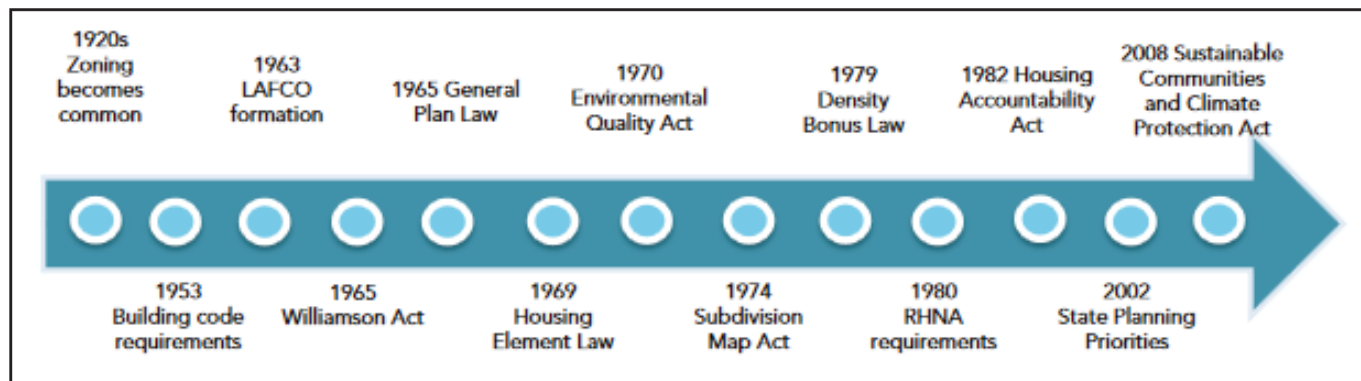 1920s
Zoning
becomes
common
1963
LAFCO
formation
1965 General
Plan Law
1970
Environmental
Quality Act
1979
Density
Bonus Law
1982 Housing
Accountability
Act
2008 Sustainable
Communities
and Climate
Protection Act
1953
Building code
requirements
1965
Williamson Act
1969
Housing
Element Law
1974
Subdivision
Map Act
1980
RHNA
requirements
2002
State Planning
Priorities